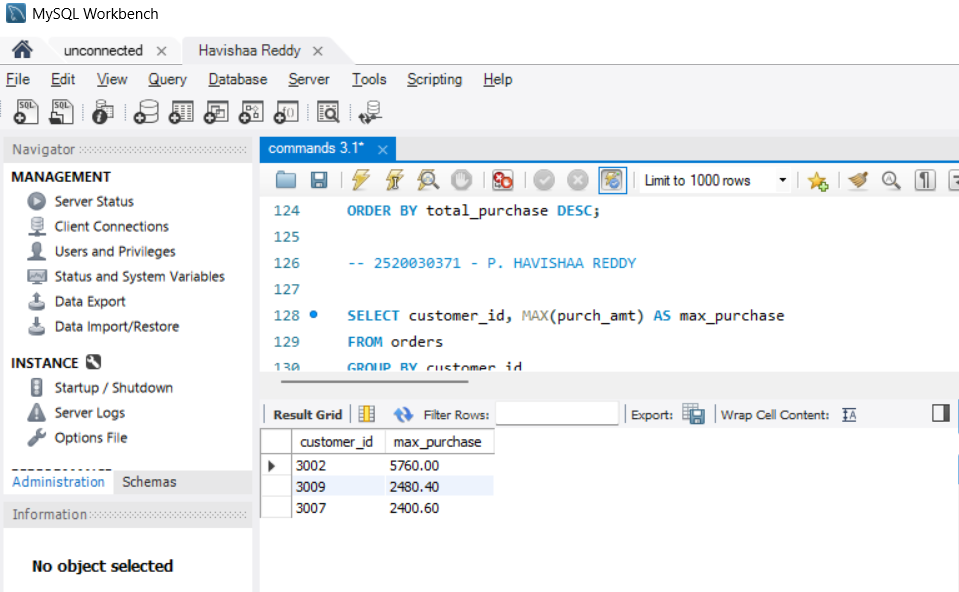 MySQL Workbench
unconnected
Havishaa Reddy
File Edit View Query Database Server Tools Scripting Help
Navigator
MANAGEMENT
Server Status
Client Connections
Users and Privileges
Status and System Variables
Data Export
Data Import/Restore
INSTANCE
Startup / Shutdown
Server Logs
Options File
Administration Schemas
Information
No object selected
commands 3.1*
Limit to 1000 rows
124 ORDER BY total_purchase DESC;
125
126 -- 2520030371 - P. HAVISHAA REDDY
127
128 SELECT customer_id, MAX(purch_amt) AS max_purchase
129 FROM orders
130 GROUP BY customer_id
Result Grid Filter Rows: Export: Wrap Cell Content:
customer_id max_purchase
3002 5760.00
3009 2480.40
3007 2400.60